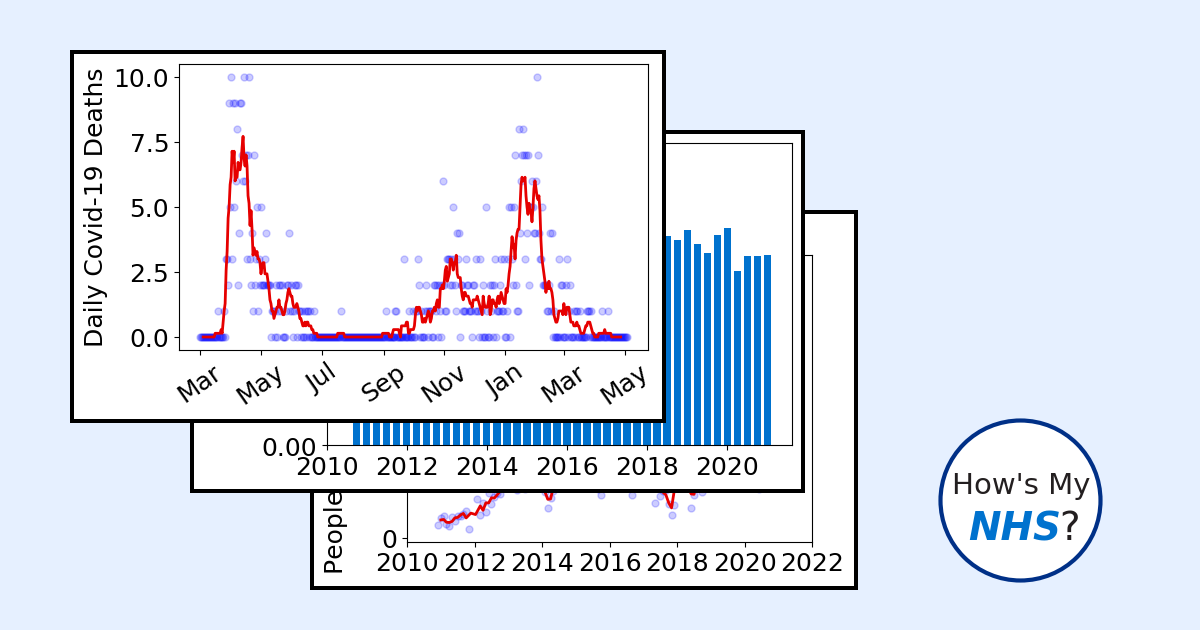 Daily Covid-19 Deaths
10.0
7.5
5.0
2.5
0.0
Mar May Jul Sep Nov Jan Mar May
0.00
2010 2012 2014 2016 2018 2020
People
0
2010 2012 2014 2016 2018 2020 2022
How's My
NHS?